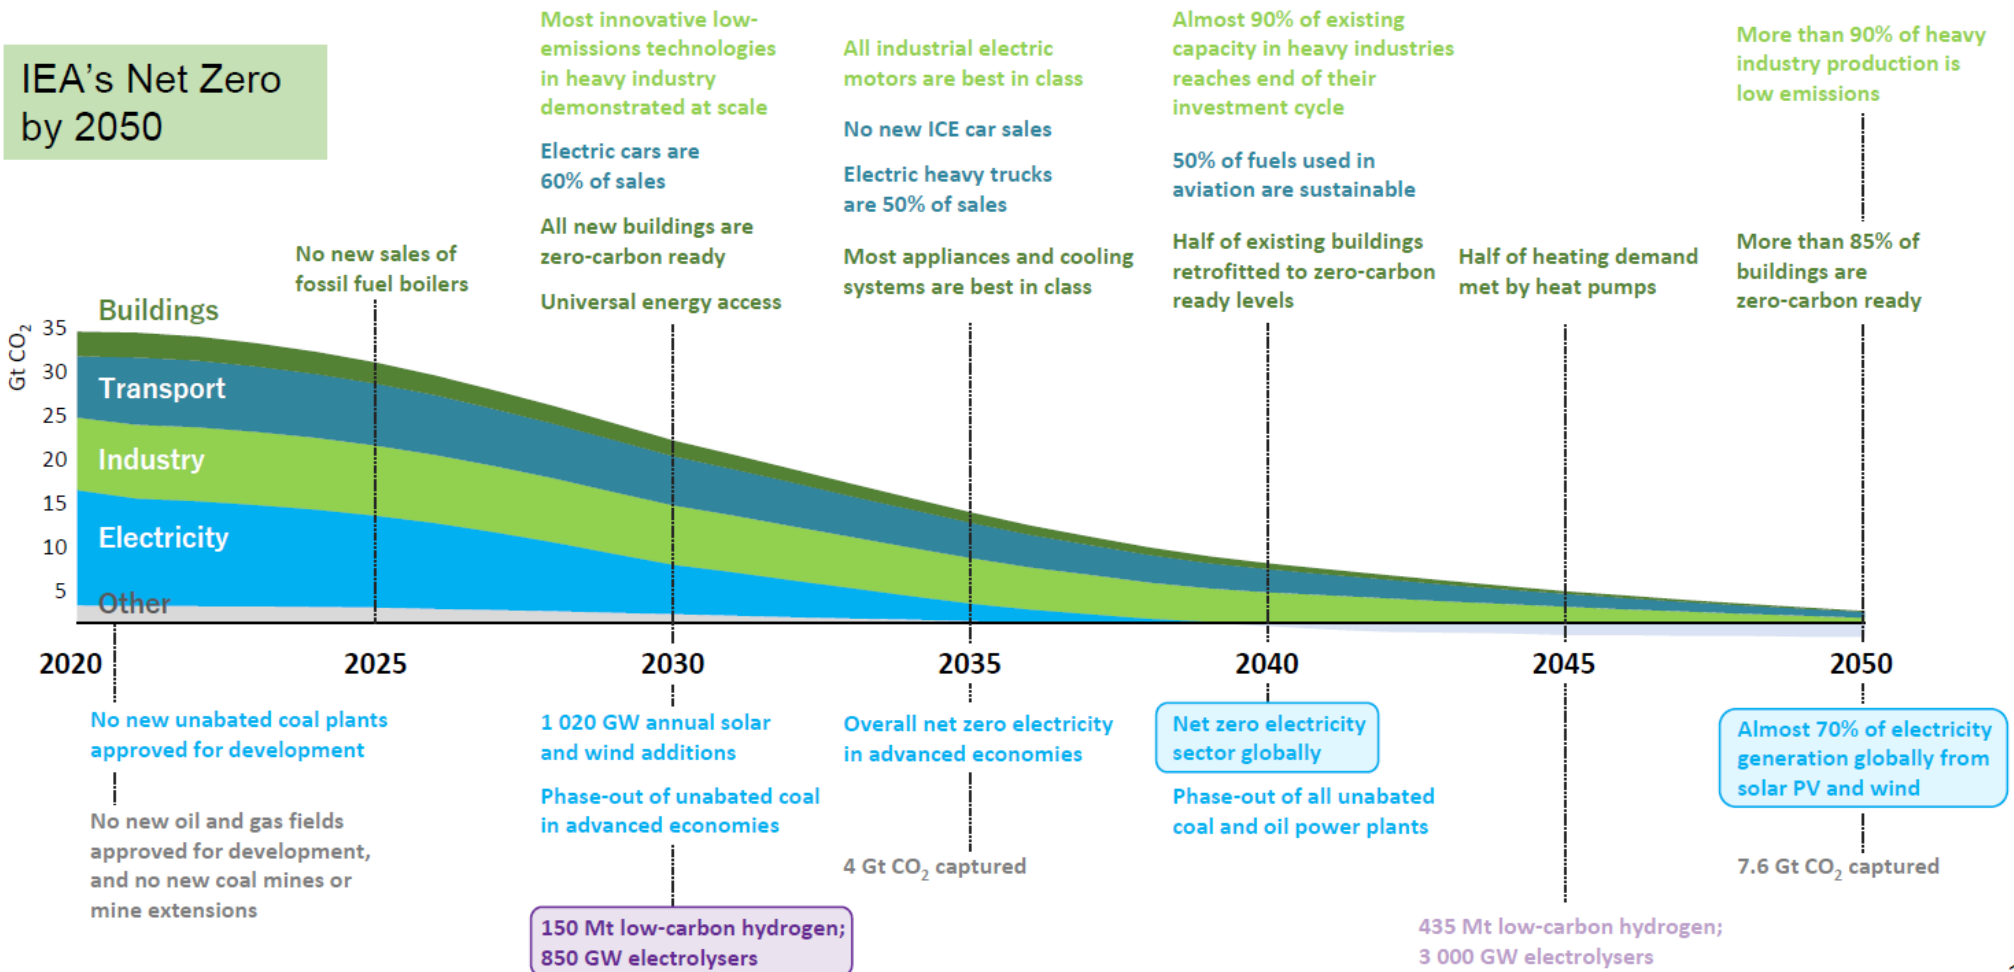 IEA's Net Zero
by 2050
Most innovative low-
emissions technologies
in heavy industry
demonstrated at scale
Electric cars are
60% of sales
All new buildings are
zero-carbon ready
Universal energy access
No new sales of
fossil fuel boilers
All industrial electric
motors are best in class
No new ICE car sales
Electric heavy trucks
are 50% of sales
Most appliances and cooling
systems are best in class
Almost 90% of existing
capacity in heavy industries
reaches end of their
investment cycle
50% of fuels used in
aviation are sustainable
Half of existing buildings
retrofitted to zero-carbon
ready levels
Half of heating demand
met by heat pumps
More than 90% of heavy
industry production is
low emissions
More than 85% of
buildings are
zero-carbon ready
Gt CO₂
35
30
25
20
15
10
5
Buildings
Transport
Industry
Electricity
Other
2020
2025
2030
2035
2040
2045
2050
No new unabated coal plants
approved for development
No new oil and gas fields
approved for development,
and no new coal mines or
mine extensions
1 020 GW annual solar
and wind additions
Phase-out of unabated coal
in advanced economies
150 Mt low-carbon hydrogen;
850 GW electrolysers
Overall net zero electricity
in advanced economies
4 Gt CO₂ captured
Net zero electricity
sector globally
Phase-out of all unabated
coal and oil power plants
435 Mt low-carbon hydrogen;
3 000 GW electrolysers
Almost 70% of electricity
generation globally from
solar PV and wind
7.6 Gt CO₂ captured